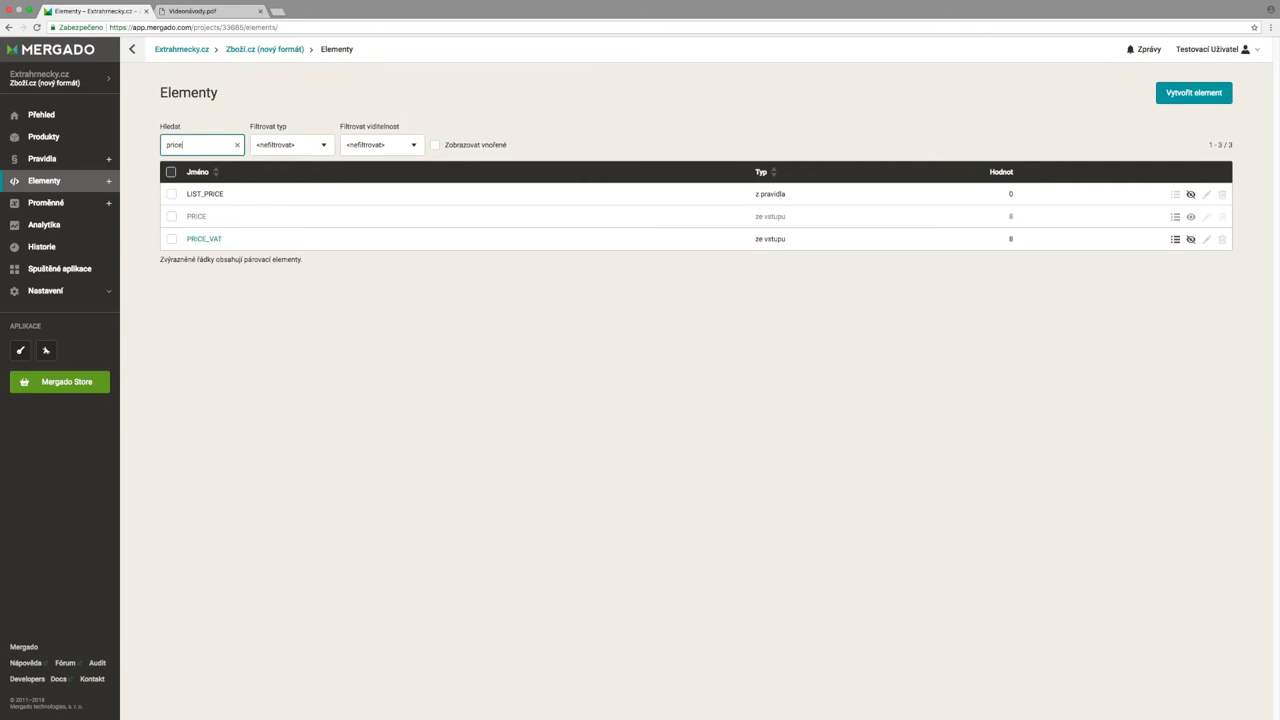 Elementy – Extrahrnecky.cz -
Videonávody.pdf
Zabezpečeno
https://app.mergado.com/projects/33685/elements/
MERGADO
Extrahrnecky.cz
Zboží.cz (nový formát)
Elementy
Zprávy
Testovací Uživatel
Extrahrnecky.cz
Zboží.cz (nový formát)
Přehled
Produkty
Pravidla
Elementy
Proměnné
Analytika
Historie
Spuštěné aplikace
Nastavení
APLIKACE
Mergado Store
Elementy
Vytvořit element
Hledat
Filtrovat typ
Filtrovat viditelnost
price
<nefiltrovat>
<nefiltrovat>
Zobrazovat vnořené
1 - 3 / 3
Jméno
Typ
Hodnot
LIST_PRICE
z pravidla
0
PRICE
ze vstupu
8
PRICE_VAT
ze vstupu
8
Zvýrazněné řádky obsahují párovací elementy.
Mergado
Nápověda
Fórum
Audit
Developers
Docs
Kontakt
© 2011–2018
Mergado technologies, s. r. o.